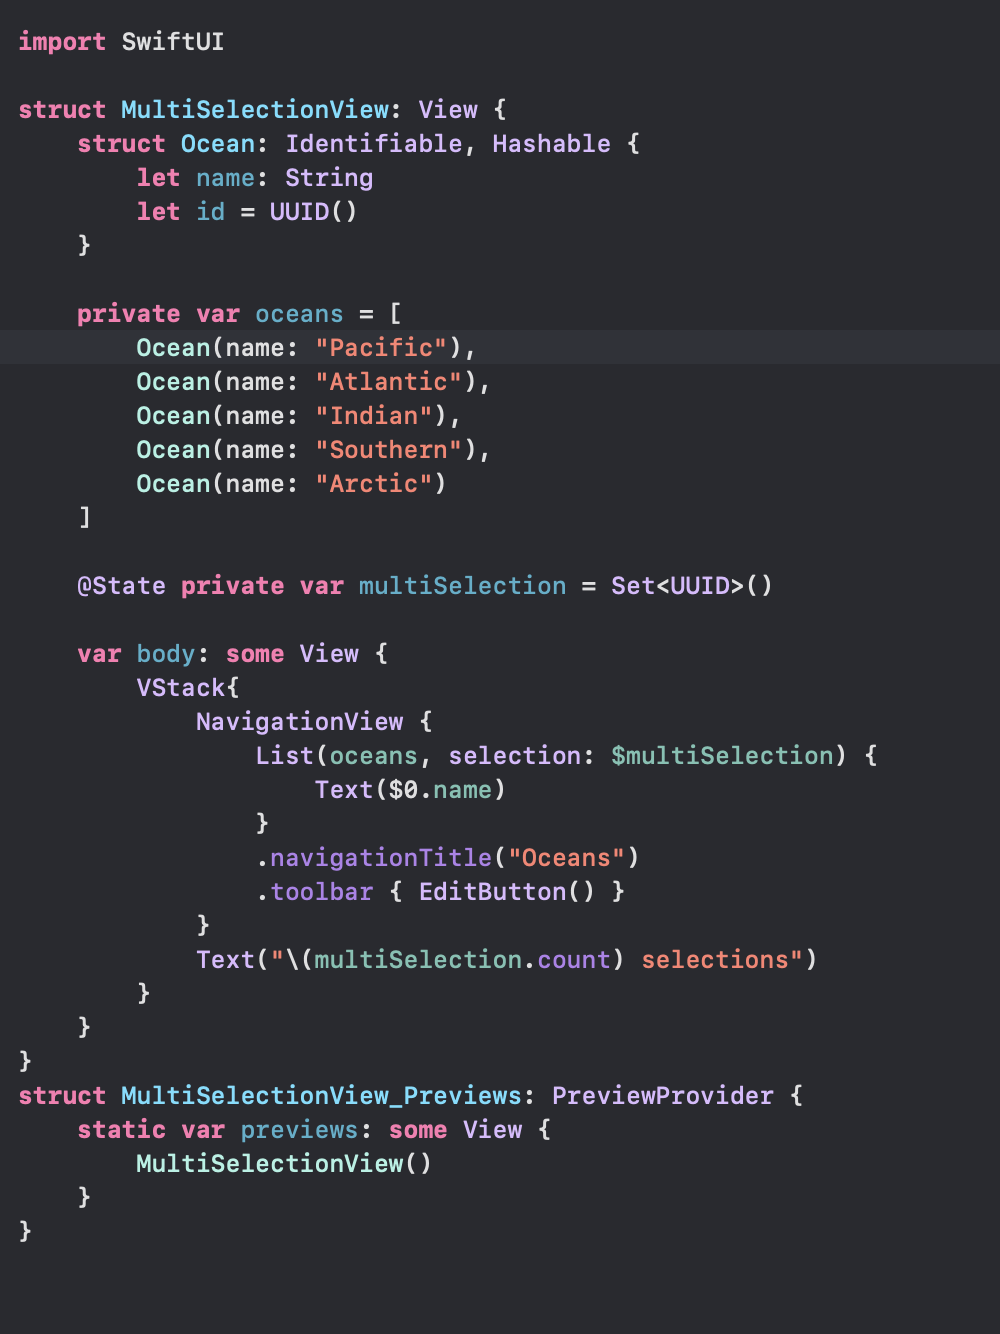 import SwiftUI
struct MultiSelectionView: View {
    struct Ocean: Identifiable, Hashable {
        let name: String
        let id = UUID()
    }
    private var oceans = [
        Ocean(name: "Pacific"),
        Ocean(name: "Atlantic"),
        Ocean(name: "Indian"),
        Ocean(name: "Southern"),
        Ocean(name: "Arctic")
    ]
    @State private var multiSelection = Set<UUID>()
    var body: some View {
        VStack{
            NavigationView {
                List(oceans, selection: $multiSelection) {
                    Text($0.name)
                }
                .navigationTitle("Oceans")
                .toolbar { EditButton() }
            }
            Text("\(multiSelection.count) selections")
        }
    }
}
struct MultiSelectionView_Previews: PreviewProvider {
    static var previews: some View {
        MultiSelectionView()
    }
}